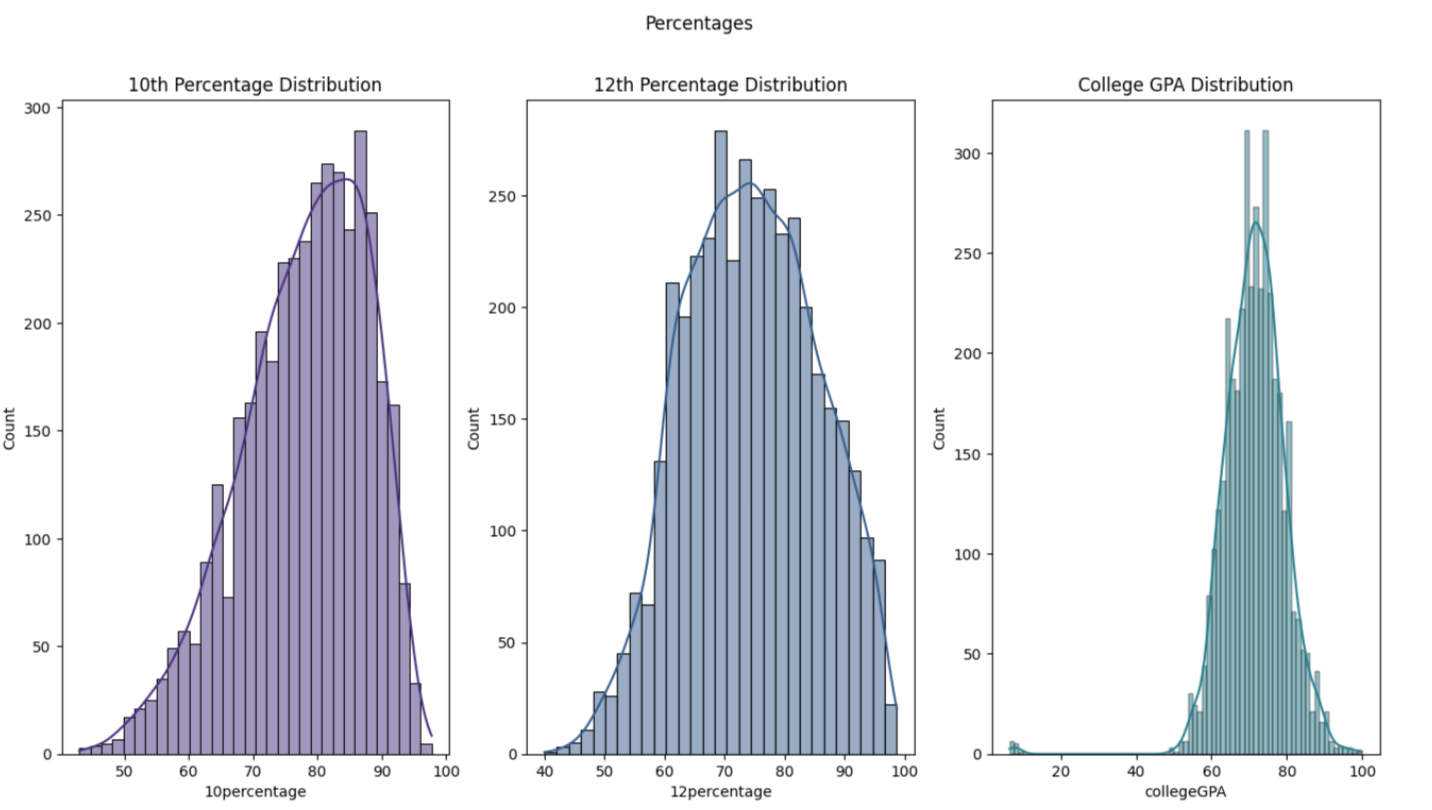 Percentages
10th Percentage Distribution
300
250
200
150
100
50
0
Count
50 60 70 80 90 100
10percentage
12th Percentage Distribution
250
200
150
100
50
0
Count
40 50 60 70 80 90 100
12percentage
College GPA Distribution
300
250
200
150
100
50
0
Count
20 40 60 80 100
collegeGPA